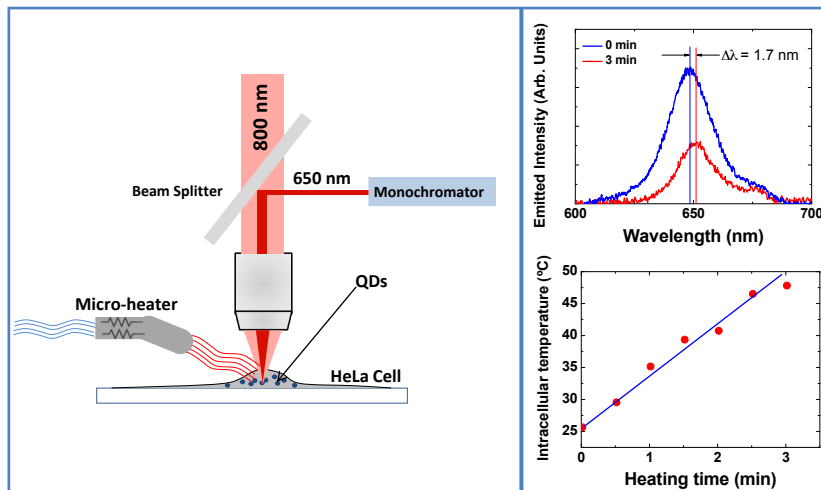 800 nm
650 nm
Beam Splitter
Monochromator
QDs
Micro-heater
HeLa Cell
0 min
3 min
Δλ = 1.7 nm
Emitted Intensity (Arb. Units)
600
650
700
Wavelength (nm)
Intracellular temperature (ºC)
50
45
40
35
30
25
0
1
2
3
Heating time (min)